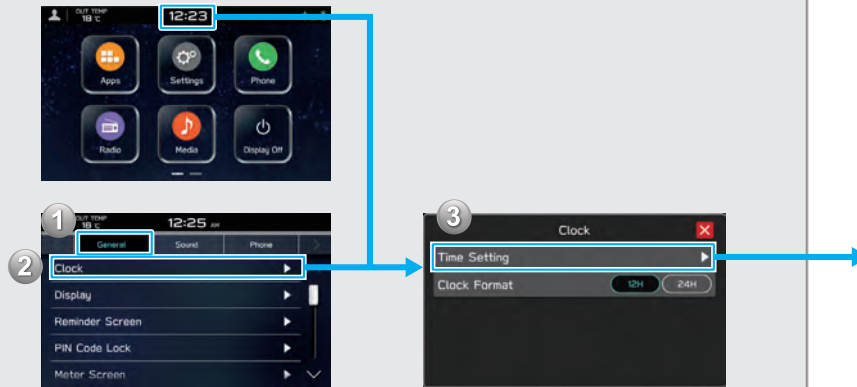 OUT TEMP
18 ℃
12:23
Apps
Settings
Phone
Radio
Media
Display Off
1
OUT TEMP
18 ℃
12:25 AM
General
Sound
Phone
2
Clock
Display
Reminder Screen
PIN Code Lock
Meter Screen
3
Clock
Time Setting
Clock Format
12H
24H